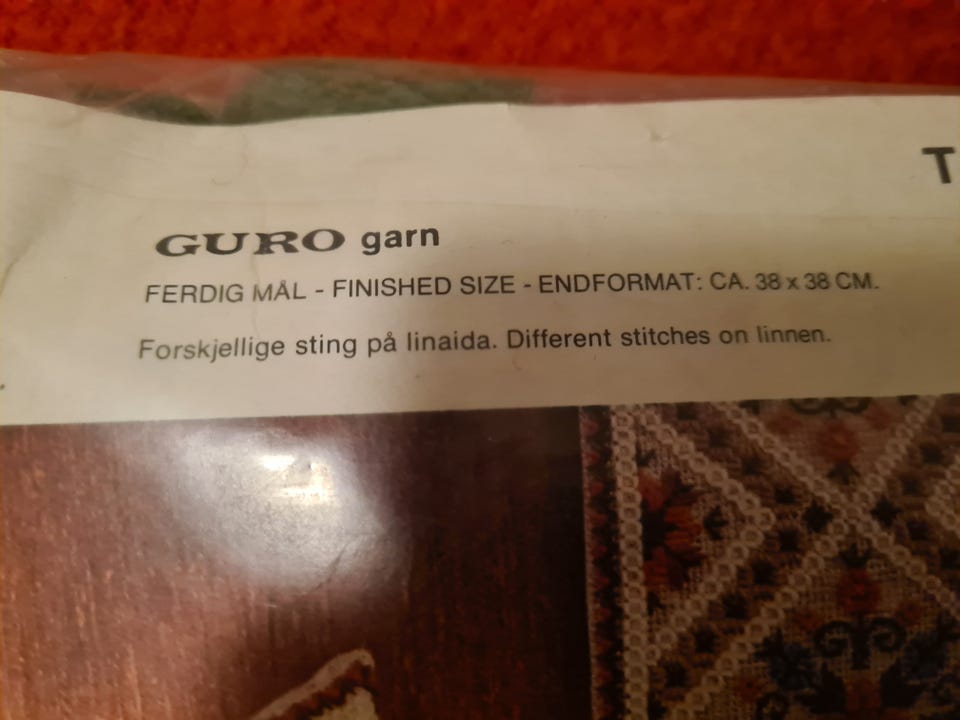 T
GURO garn
FERDIG MÅL - FINISHED SIZE - ENDFORMAT: CA. 38 x 38 CM.
Forskjellige sting på linaida. Different stitches on linnen.